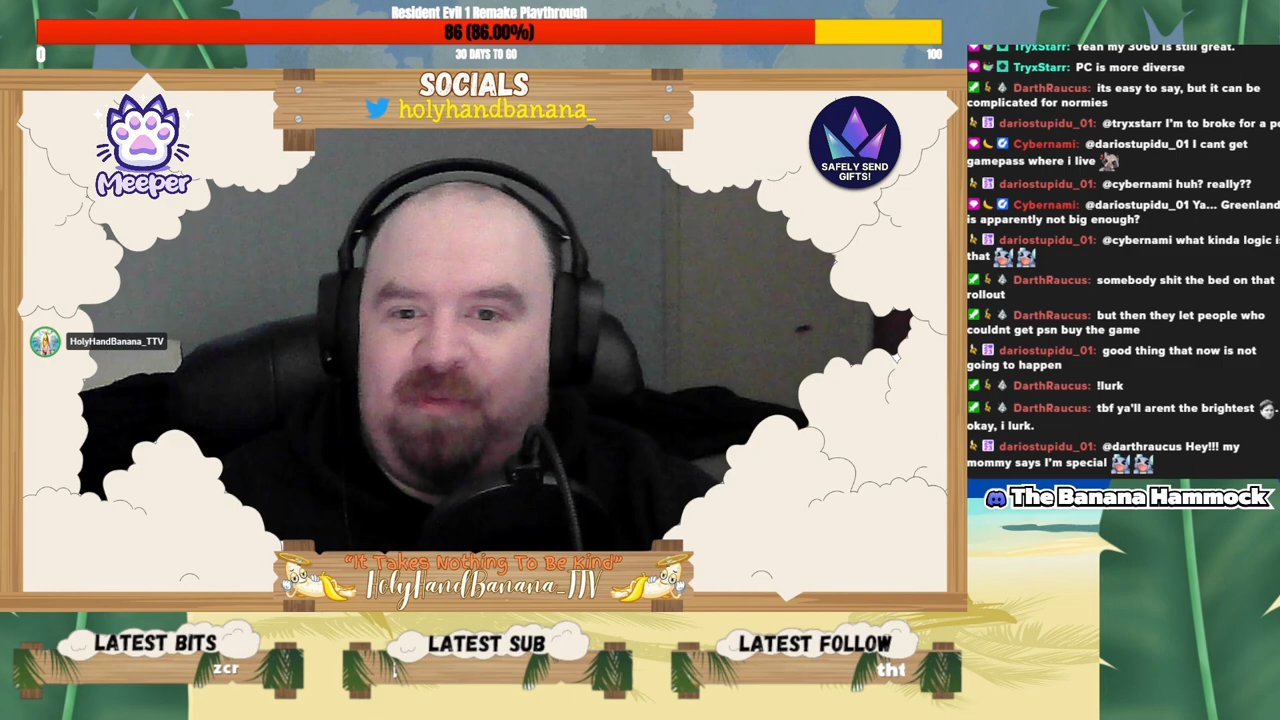 Resident Evil 1 Remake Playthrough
86 (86.00%)
0
30 DAYS TO GO
100
SOCIALS
holyhandbanana_
Meeper
SAFELY SEND
GIFTS!
HolyHandBanana_TTV
"It Takes Nothing To Be Kind"
HolyHandBanana_TTV
TryxStarr: Yeah my 3060 is still great.
TryxStarr: PC is more diverse
DarthRaucus: its easy to say, but it can be
complicated for normies
dariostupidu_01: @tryxstarr I'm to broke for a
Cybernami: @dariostupidu_01 I cant get
gamepass where i live
dariostupidu_01: @cybernami huh? really??
Cybernami: @dariostupidu_01 Ya... Greenland
is apparently not big enough?
dariostupidu_01: @cybernami what kinda logic
that
DarthRaucus: somebody shit the bed on that
rollout
DarthRaucus: but then they let people who
couldnt get psn buy the game
dariostupidu_01: good thing that now is not
going to happen
DarthRaucus: !lurk
DarthRaucus: tbf ya'll arent the brightest
okay, i lurk.
dariostupidu_01: @darthraucus Hey!!! my
mommy says I'm special
The Banana Hammock
LATEST BITS
zcr
LATEST SUB
LATEST FOLLOW